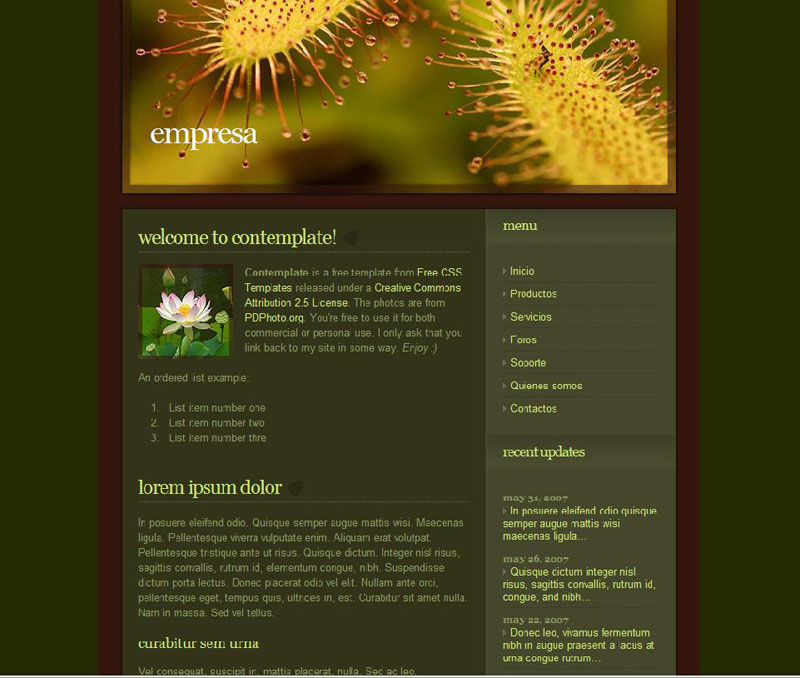 empresa
welcome to contemplate!
Contemplate is a free template from Free CSS
Templates released under a Creative Commons
Attribution 2.5 License. The photos are from
PDPhoto.org. You're free to use it for both
commercial or personal use. I only ask that you
link back to my site in some way. Enjoy :)
An ordered list example:
1. List item number one
2. List item number two
3. List item number thre
lorem ipsum dolor
In posuere eleifend odio. Quisque semper augue mattis wisi. Maecenas
ligula. Pellentesque viverra vulputate enim. Aliquam erat volutpat.
Pellentesque tristique ante ut risus. Quisque dictum. Integer nisl risus,
sagittis convallis, rutrum id, elementum congue, nibh. Suspendisse
dictum porta lectus. Donec placerat odio vel elit. Nullam ante orci,
pellentesque eget, tempus quis, ultrices in, est. Curabitur sit amet nulla.
Nam in massa. Sed vel tellus.
curabitur sem urna
Vel consequat, suscipit in, mattis placerat, nulla. Sed ac leo.
menu
Inicio
Productos
Servicios
Foros
Soporte
Quienes somos
Contactos
recent updates
may 31, 2007
In posuere eleifend odio quisque
semper augue mattis wisi
maecenas ligula...
may 26, 2007
Quisque dictum integer nisl
risus, sagittis convallis, rutrum id,
congue, and nibh...
may 22, 2007
Donec leo, vivamus fermentum
nibh in augue praesent a lacus at
urna congue rutrum...